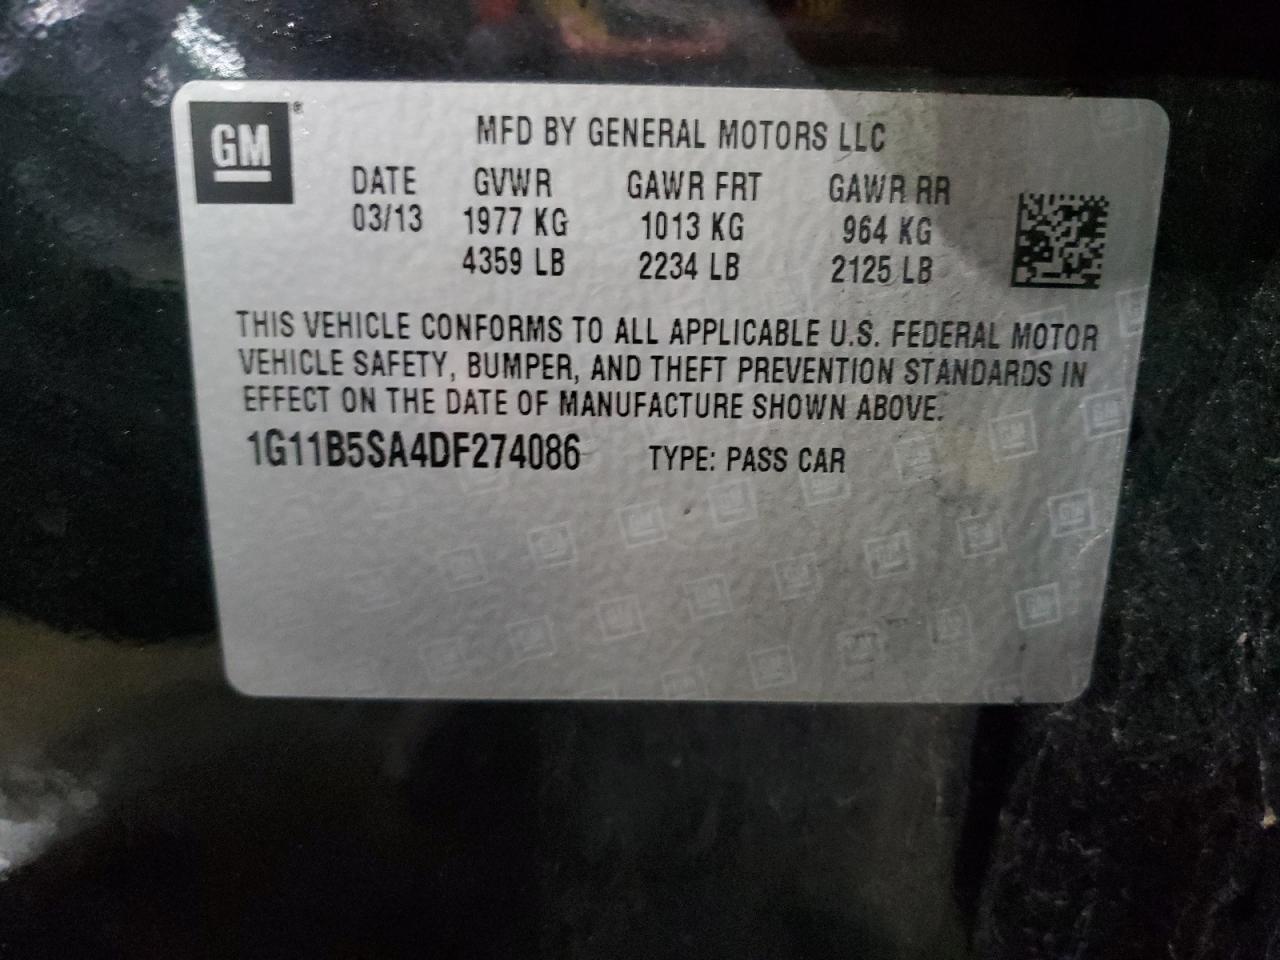 GM ®
MFD BY GENERAL MOTORS LLC
DATE GVWR GAWR FRT GAWR RR
03/13 1977 KG 1013 KG 964 KG
4359 LB 2234 LB 2125 LB
THIS VEHICLE CONFORMS TO ALL APPLICABLE U.S. FEDERAL MOTOR
VEHICLE SAFETY, BUMPER, AND THEFT PREVENTION STANDARDS IN
EFFECT ON THE DATE OF MANUFACTURE SHOWN ABOVE.
1G11B5SA4DF274086 TYPE: PASS CAR